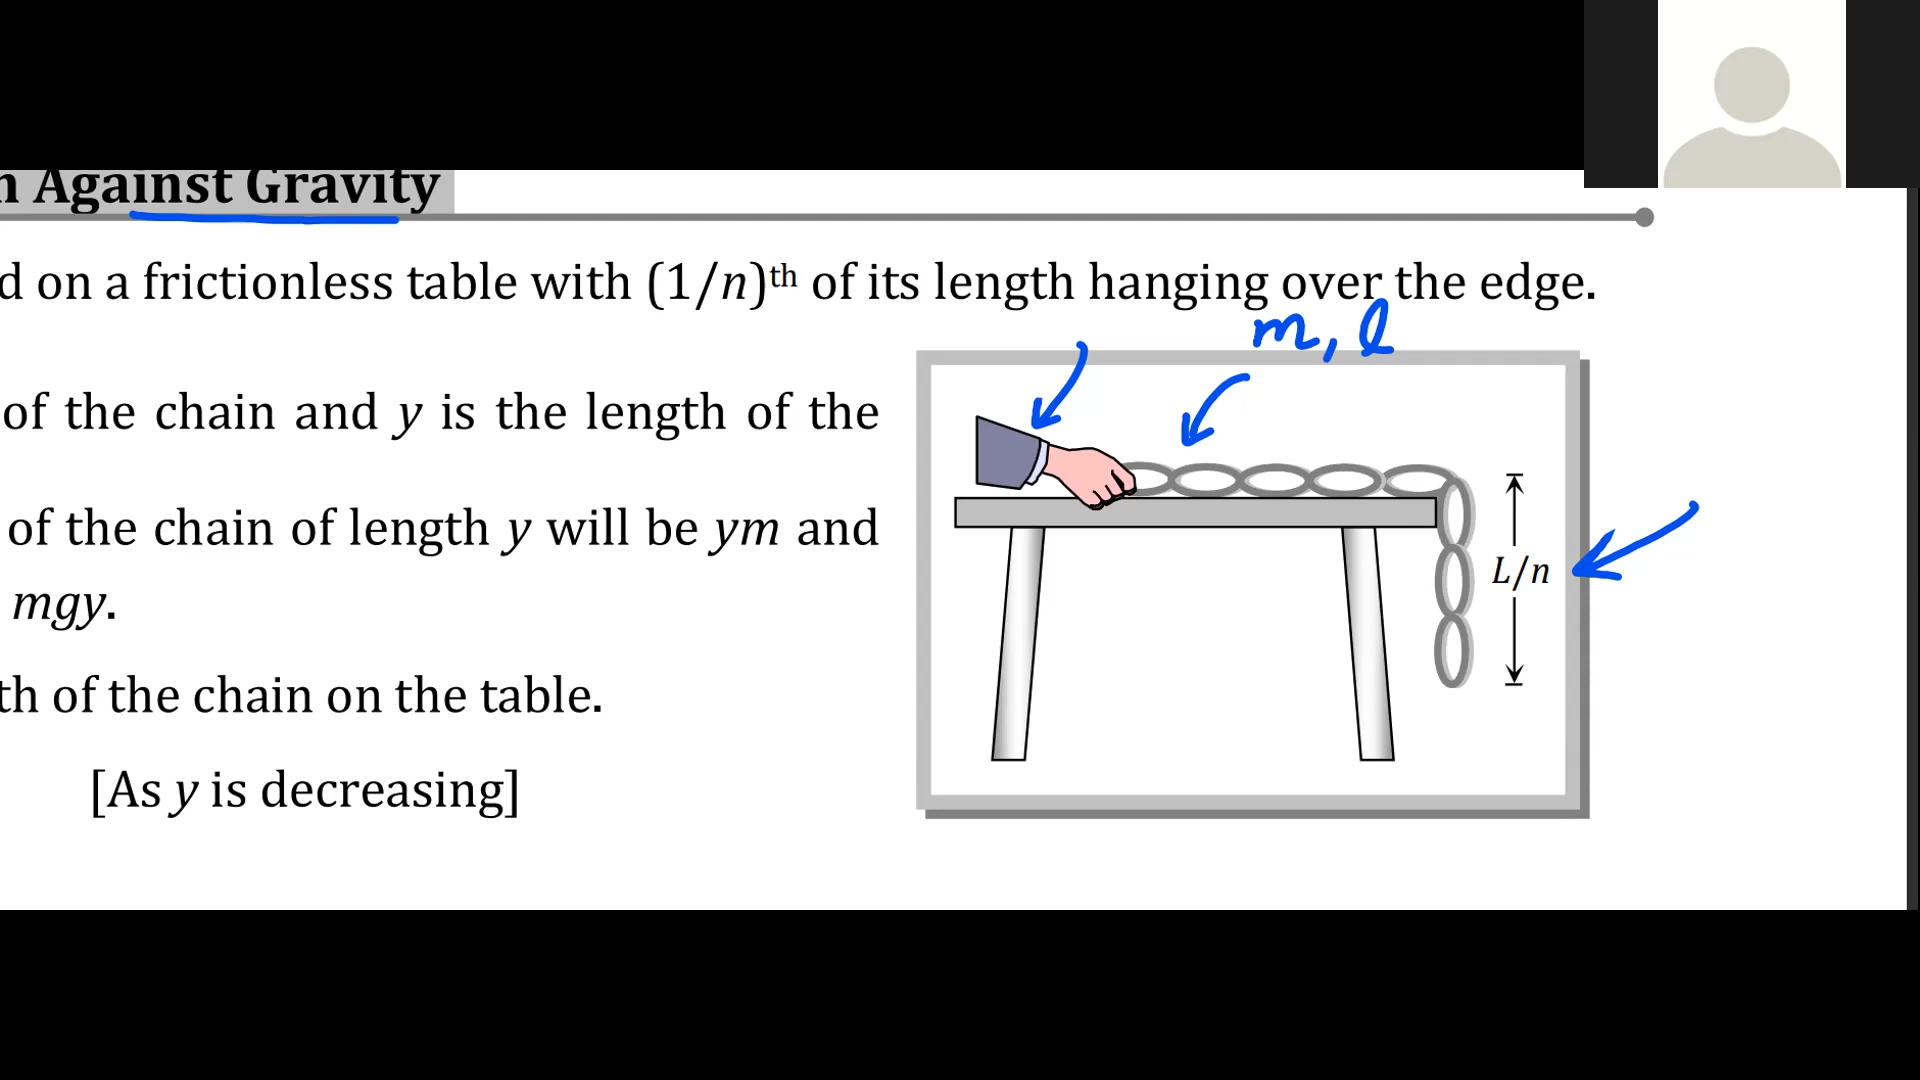 n Against Gravity
d on a frictionless table with (1/n)th of its length hanging over the edge.
m, l
of the chain and y is the length of the
of the chain of length y will be ym and
mgy.
th of the chain on the table.
[As y is decreasing]
L/n